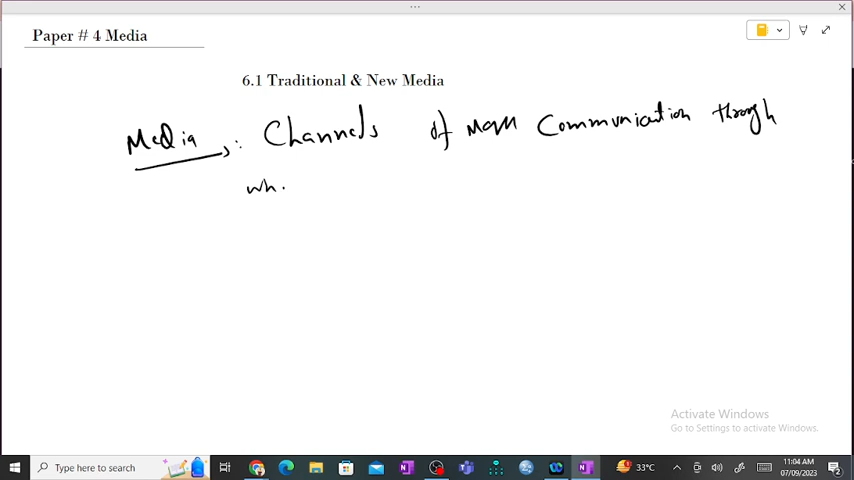 Paper # 4 Media
6.1 Traditional & New Media
Media : Channels of Mass Communication through
wh.
Activate Windows
Go to Settings to activate Windows.
Type here to search
33°C
11:04 AM
07/09/2023
2